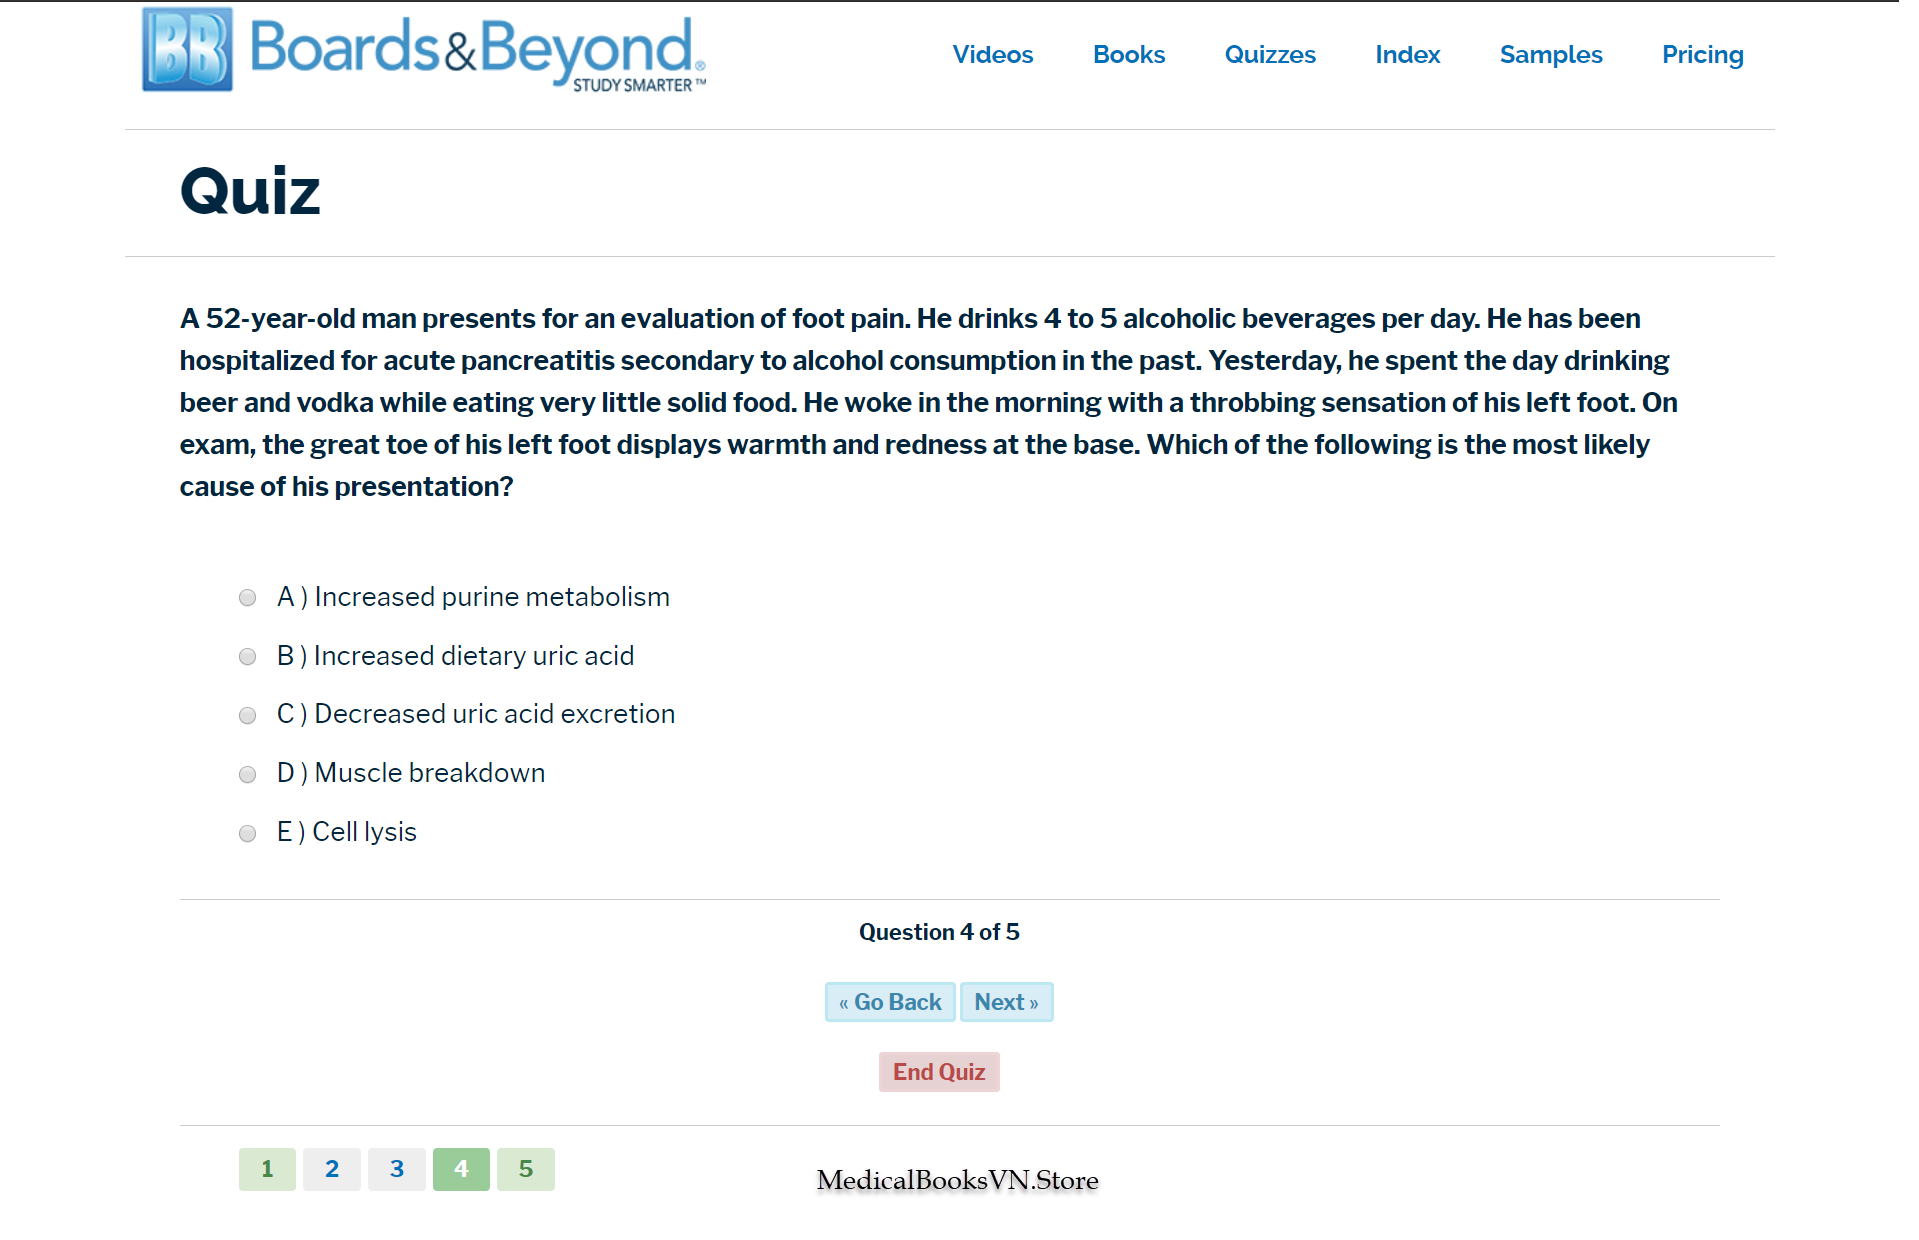 BB Boards&Beyond®
STUDY SMARTER™
Videos Books Quizzes Index Samples Pricing
Quiz
A 52-year-old man presents for an evaluation of foot pain. He drinks 4 to 5 alcoholic beverages per day. He has been
hospitalized for acute pancreatitis secondary to alcohol consumption in the past. Yesterday, he spent the day drinking
beer and vodka while eating very little solid food. He woke in the morning with a throbbing sensation of his left foot. On
exam, the great toe of his left foot displays warmth and redness at the base. Which of the following is the most likely
cause of his presentation?
A ) Increased purine metabolism
B ) Increased dietary uric acid
C ) Decreased uric acid excretion
D ) Muscle breakdown
E ) Cell lysis
Question 4 of 5
« Go Back Next »
End Quiz
1 2 3 4 5
MedicalBooksVN.Store